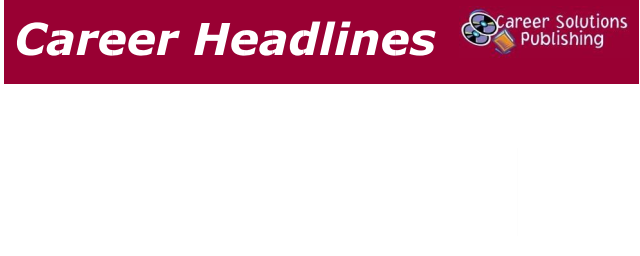 Career Headlines
Career Solutions
Publishing